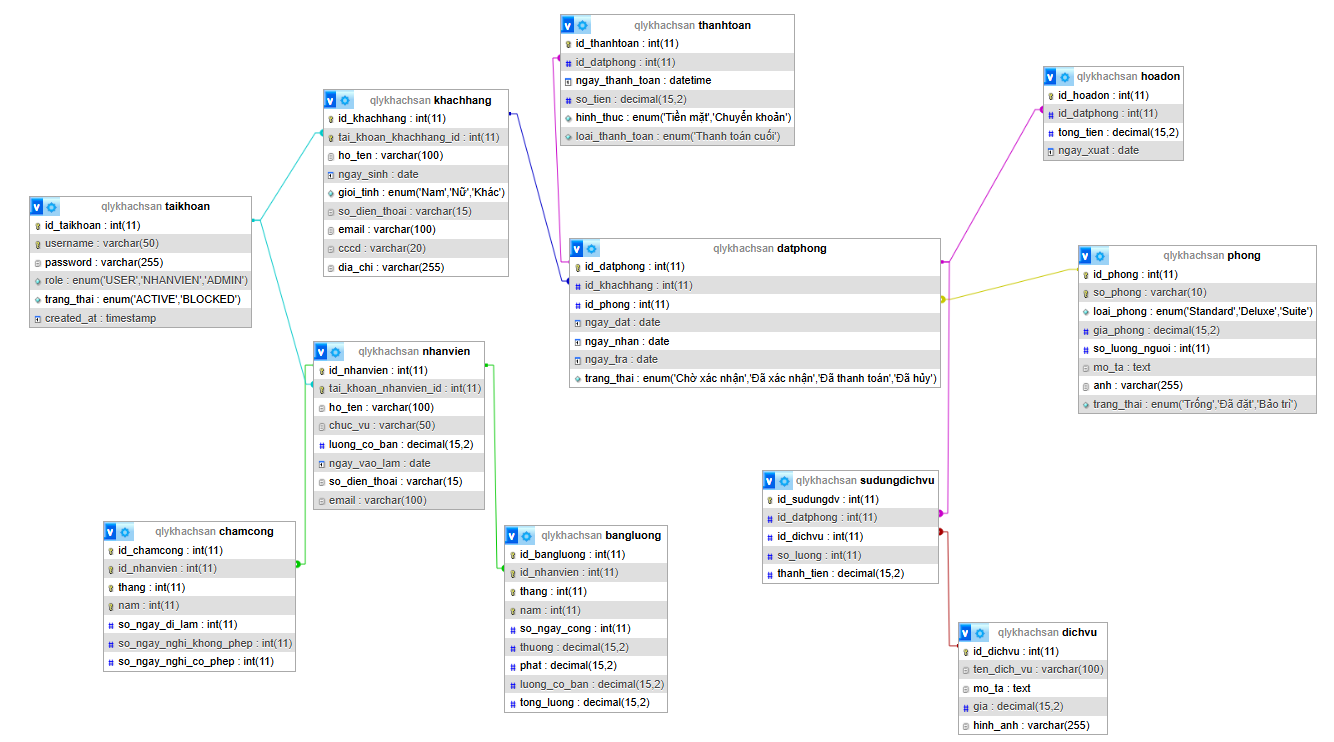 qlykhachsan thanhtoan
id_thanhtoan : int(11)
id_datphong : int(11)
ngay_thanh_toan : datetime
so_tien : decimal(15,2)
hinh_thuc : enum('Tiền mặt','Chuyển khoản')
loai_thanh_toan : enum('Thanh toán cuối')
qlykhachsan hoadon
id_hoadon : int(11)
id_datphong : int(11)
tong_tien : decimal(15,2)
ngay_xuat : date
qlykhachsan khachhang
id_khachhang : int(11)
tai_khoan_khachhang_id : int(11)
ho_ten : varchar(100)
ngay_sinh : date
gioi_tinh : enum('Nam','Nữ','Khác')
so_dien_thoai : varchar(15)
email : varchar(100)
cccd : varchar(20)
dia_chi : varchar(255)
qlykhachsan taikhoan
id_taikhoan : int(11)
username : varchar(50)
password : varchar(255)
role : enum('USER','NHANVIEN','ADMIN')
trang_thai : enum('ACTIVE','BLOCKED')
created_at : timestamp
qlykhachsan datphong
id_datphong : int(11)
id_khachhang : int(11)
id_phong : int(11)
ngay_dat : date
ngay_nhan : date
ngay_tra : date
trang_thai : enum('Chờ xác nhận','Đã xác nhận','Đã thanh toán','Đã hủy')
qlykhachsan phong
id_phong : int(11)
so_phong : varchar(10)
loai_phong : enum('Standard','Deluxe','Suite')
gia_phong : decimal(15,2)
so_luong_nguoi : int(11)
mo_ta : text
anh : varchar(255)
trang_thai : enum('Trống','Đã đặt','Bảo trì')
qlykhachsan nhanvien
id_nhanvien : int(11)
tai_khoan_nhanvien_id : int(11)
ho_ten : varchar(100)
chuc_vu : varchar(50)
luong_co_ban : decimal(15,2)
ngay_vao_lam : date
so_dien_thoai : varchar(15)
email : varchar(100)
qlykhachsan sudungdichvu
id_sudungdv : int(11)
id_datphong : int(11)
id_dichvu : int(11)
so_luong : int(11)
thanh_tien : decimal(15,2)
qlykhachsan chamcong
id_chamcong : int(11)
id_nhanvien : int(11)
thang : int(11)
nam : int(11)
so_ngay_di_lam : int(11)
so_ngay_nghi_khong_phep : int(11)
so_ngay_nghi_co_phep : int(11)
qlykhachsan bangluong
id_bangluong : int(11)
id_nhanvien : int(11)
thang : int(11)
nam : int(11)
so_ngay_cong : int(11)
thuong : decimal(15,2)
phat : decimal(15,2)
luong_co_ban : decimal(15,2)
tong_luong : decimal(15,2)
qlykhachsan dichvu
id_dichvu : int(11)
ten_dich_vu : varchar(100)
mo_ta : text
gia : decimal(15,2)
hinh_anh : varchar(255)